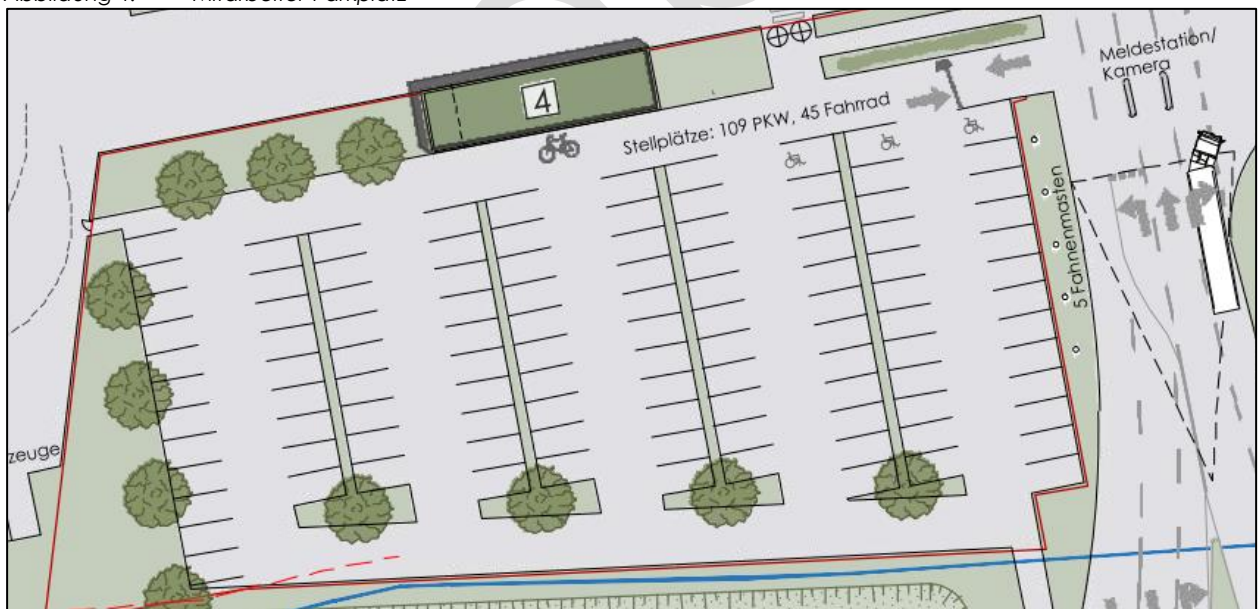 Meldestation/
Kamera
4
Stellplätze: 109 PKW, 45 Fahrrad
5 Fahnenmasten
zeuge